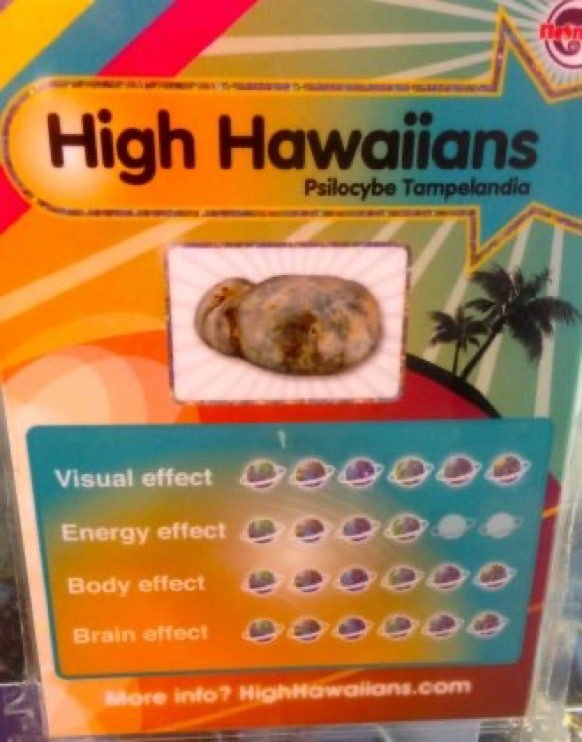 High Hawaiians
Psilocybe Tampelandia
Visual effect
Energy effect
Body effect
Brain effect
More info? HighHawaiians.com